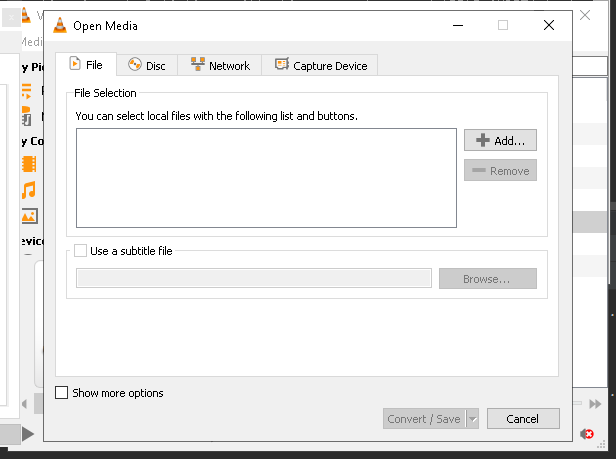 Open Media
File
Disc
Network
Capture Device
File Selection
You can select local files with the following list and buttons.
Add...
Remove
Use a subtitle file
Browse...
Show more options
Convert / Save
Cancel